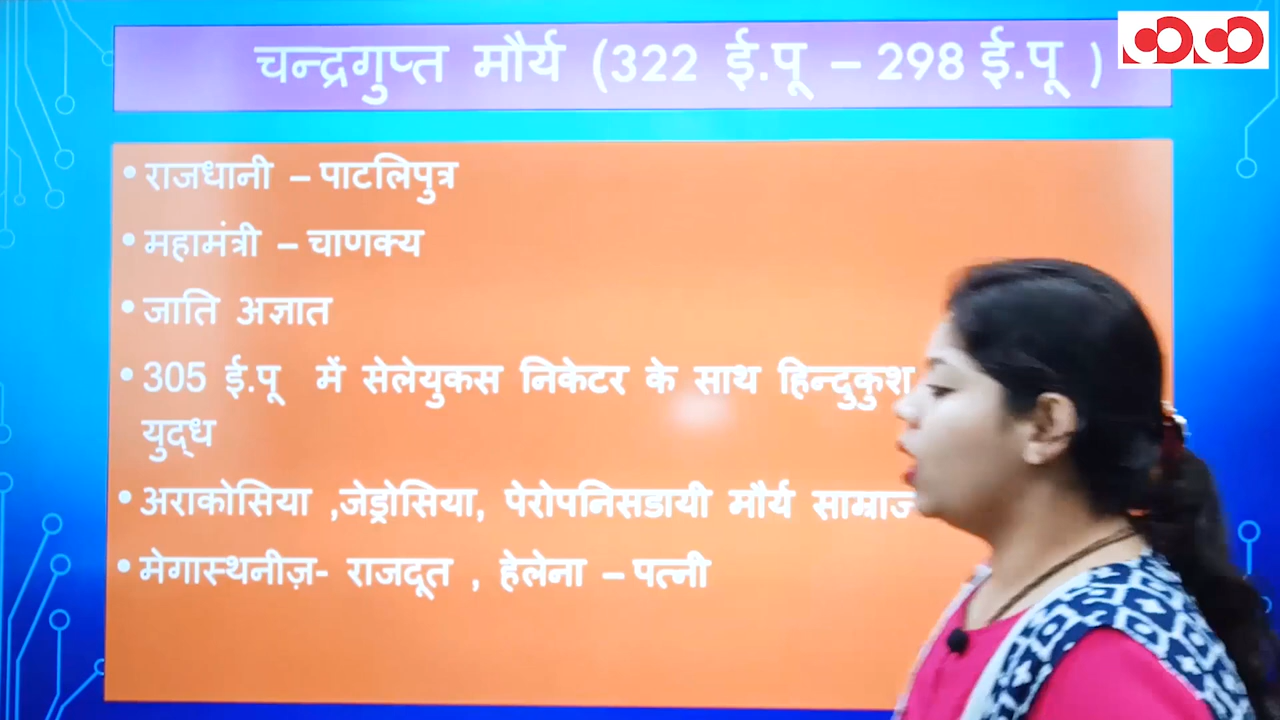 चन्द्रगुप्त मौर्य (322 ई.पू – 298 ई.पू )
• राजधानी – पाटलिपुत्र
• महामंत्री – चाणक्य
• जाति अज्ञात
• 305 ई.पू में सेलेयुकस निकेटर के साथ हिन्दुकुश
युद्ध
• अराकोसिया ,जेड्रोसिया, पेरोपनिसडायी मौर्य
• मेगास्थनीज़- राजदूत , हेलेना – पत्नी